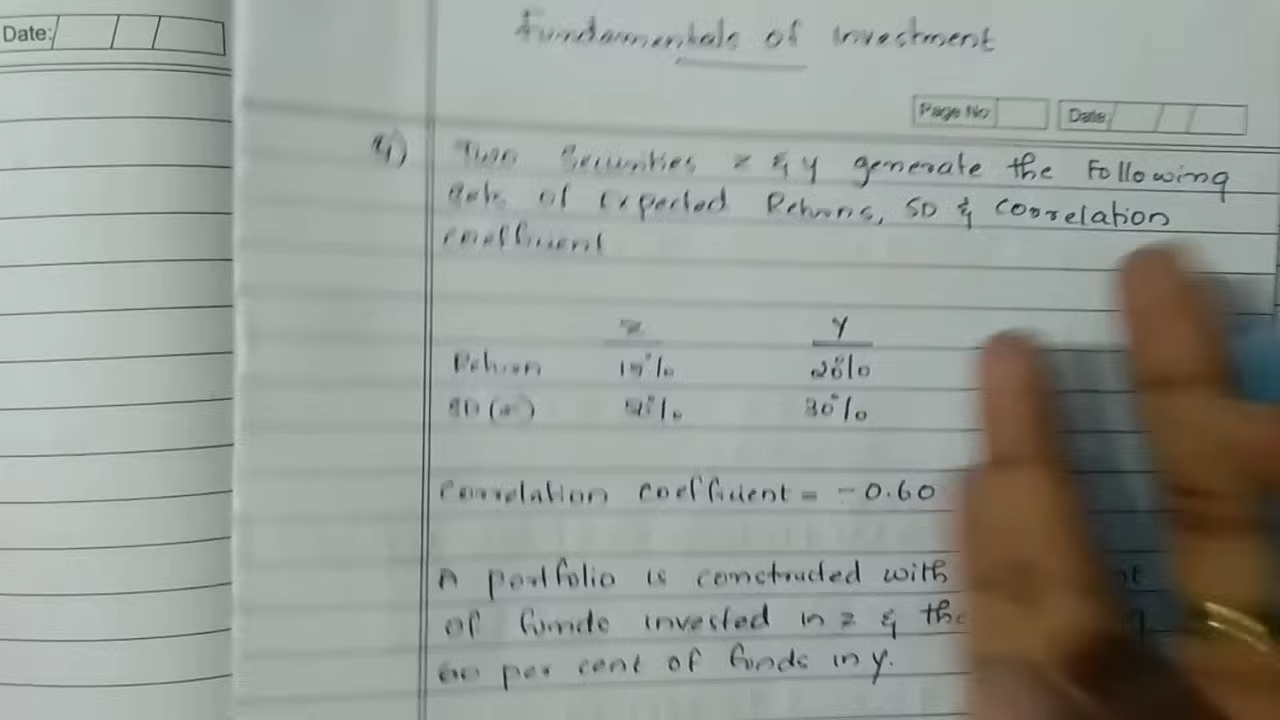 Date:
Fundamentals of investment
Page No
Date:
4) Two Securities z & y generate the Following
Sets of expected Returns, SD & Correlation
coefficient
z y
Return 15%
SD (σ) 30%
Correlation coefficient = -0.60
A portfolio is constructed with
of funds invested in z & the
60 per cent of funds in y.